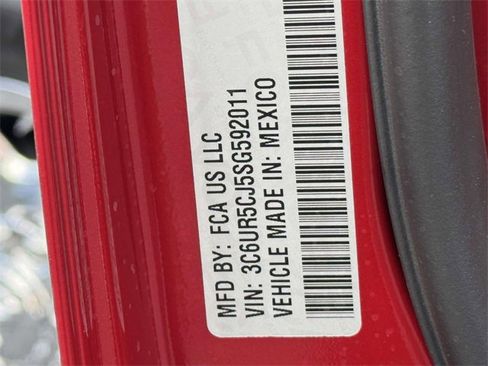 MFD BY: FCA US LLC
VIN: 3C6UR5CJ5SG592011
VEHICLE MADE IN: MEXICO